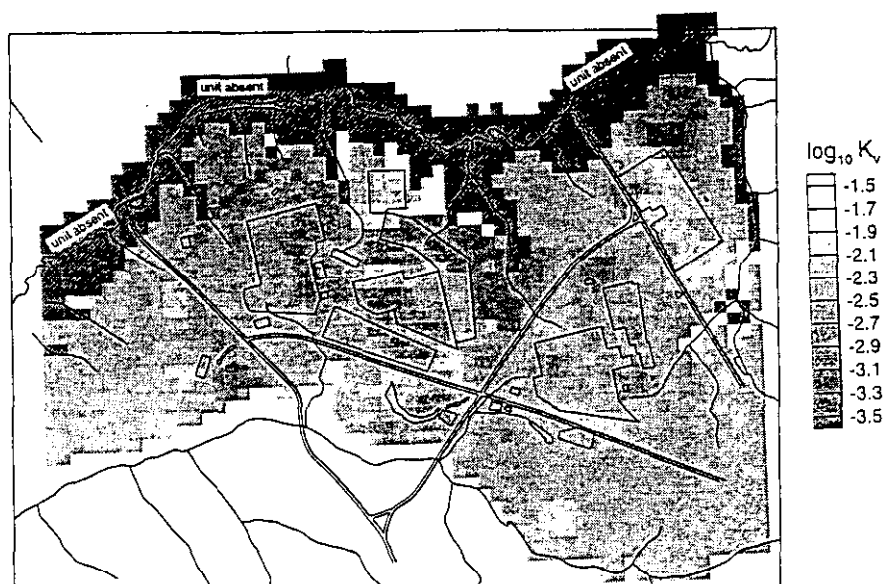 unit absent
unit absent
unit absent
log₁₀ Kᵥ
-1.5
-1.7
-1.9
-2.1
-2.3
-2.5
-2.7
-2.9
-3.1
-3.3
-3.5